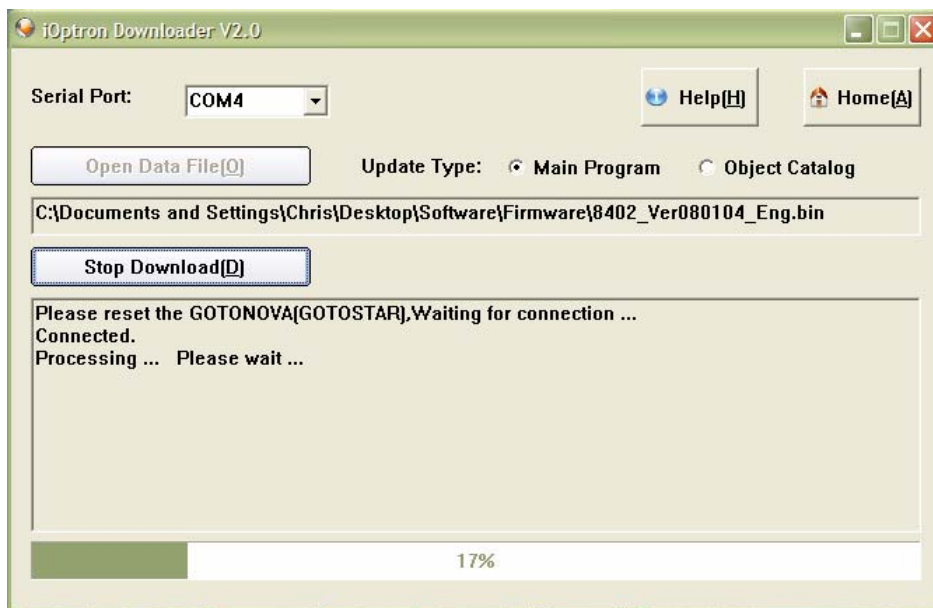 iOptron Downloader V2.0
Serial Port: COM4 Help(H) Home(A)
Open Data File(O) Update Type: Main Program Object Catalog
C:\Documents and Settings\Chris\Desktop\Software\Firmware\8402_Ver080104_Eng.bin
Stop Download(D)
Please reset the GOTONOVA(GOTOSTAR),Waiting for connection ...
Connected.
Processing ... Please wait ...
17%